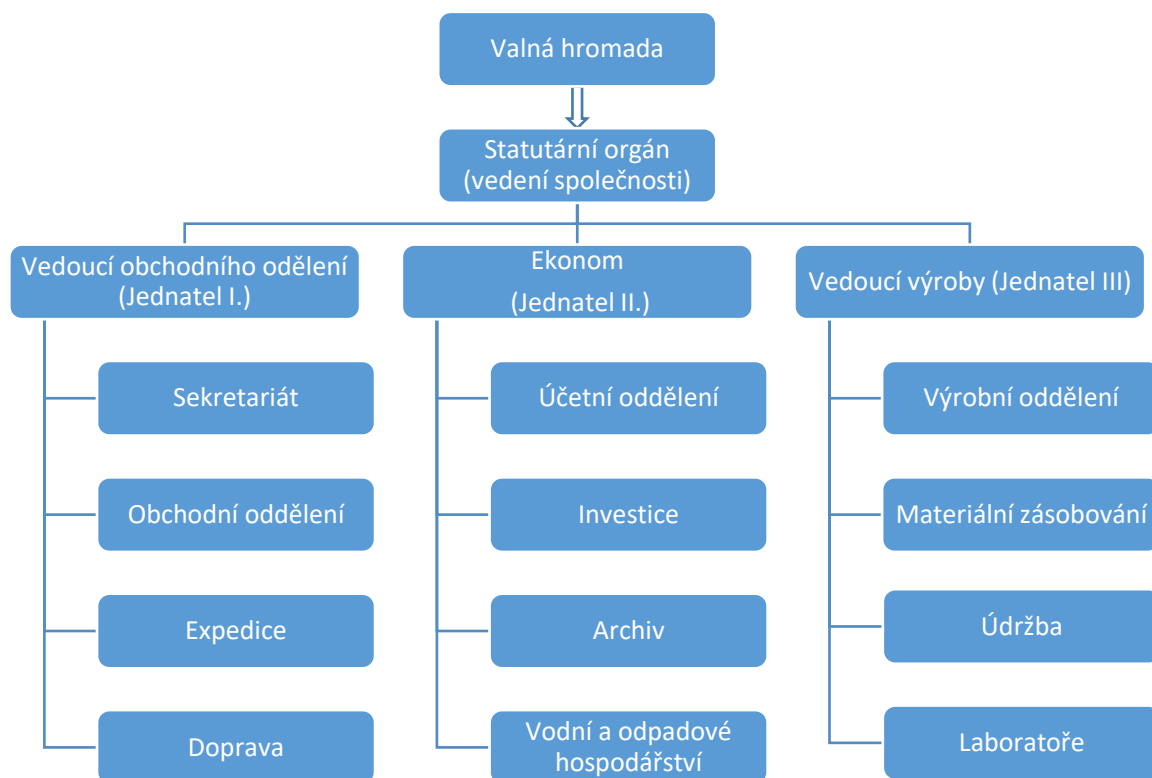 Valná hromada
Statutární orgán
(vedení společnosti)
Vedoucí obchodního odělení
(Jednatel I.)
Ekonom
(Jednatel II.)
Vedoucí výroby (Jednatel III)
Sekretariát
Účetní oddělení
Výrobní oddělení
Obchodní oddělení
Investice
Materiální zásobování
Expedice
Archiv
Údržba
Doprava
Vodní a odpadové
hospodářství
Laboratoře